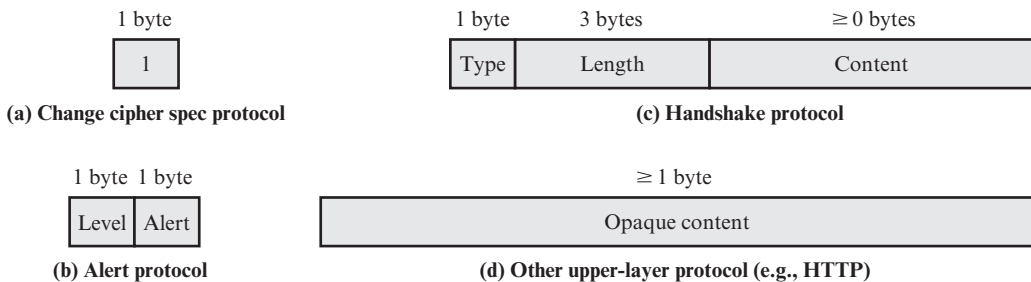 1 byte
1
(a) Change cipher spec protocol
1 byte 3 bytes ≥ 0 bytes
Type Length Content
(c) Handshake protocol
1 byte 1 byte
Level Alert
(b) Alert protocol
≥ 1 byte
Opaque content
(d) Other upper-layer protocol (e.g., HTTP)